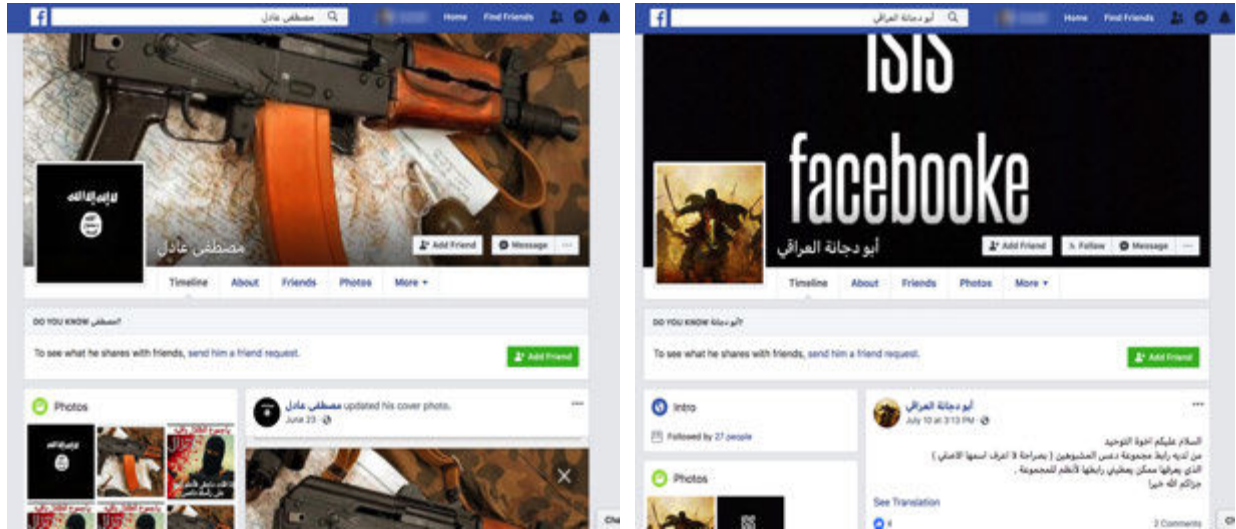 مصطفى عادل
Home
Find Friends
مصطفى عادل
Add Friend
Message
Timeline
About
Friends
Photos
More
DO YOU KNOW مصطفى?
To see what he shares with friends, send him a friend request.
Add Friend
Photos
مصطفى عادل updated his cover photo.
June 23
أبو دجانة العراقي
Home
Find Friends
ISIS
facebooke
أبو دجانة العراقي
Add Friend
Follow
Message
Timeline
About
Friends
Photos
More
DO YOU KNOW أبو دجانة?
To see what he shares with friends, send him a friend request.
Add Friend
Intro
Followed by 27 people
Photos
أبو دجانة العراقي
July 10 at 3:13 PM
السلام عليكم اخوة التوحيد
من لديه رابط مجموعة دعس المشبوهين ( بصراحة لا اعرف اسمها الاصلي )
الذي يعرفها ممكن يعطيني رابطها لأنظم للمجموعة .
جزاكم الله خيرا
See Translation
4
2 Comments